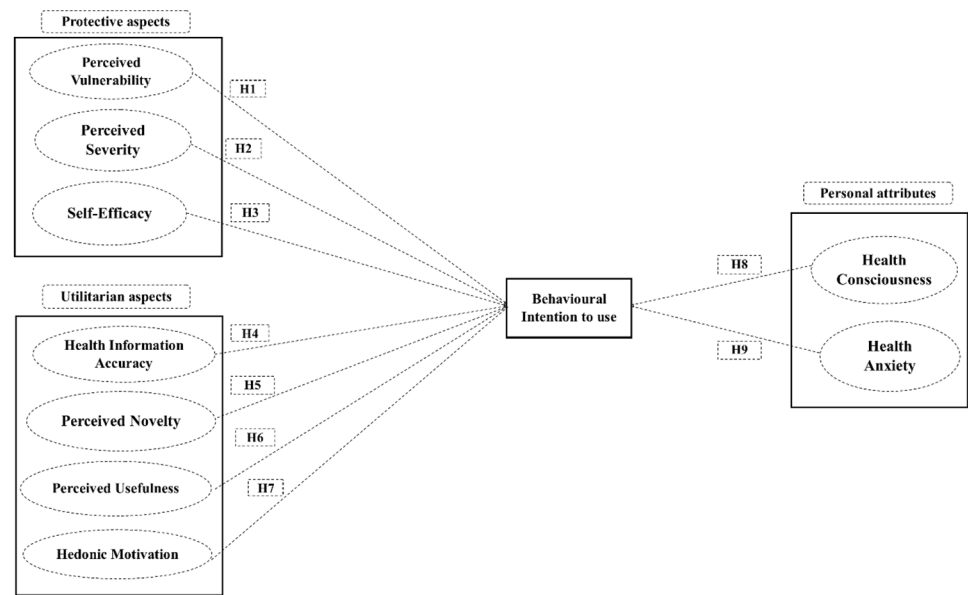 Protective aspects
Perceived
Vulnerability
H1
Perceived
Severity
H2
Self-Efficacy
H3
Utilitarian aspects
Health Information
Accuracy
H4
Perceived Novelty
H5
Perceived Usefulness
H6
Hedonic Motivation
H7
Behavioural
Intention to use
Personal attributes
H8
Health
Consciousness
H9
Health
Anxiety